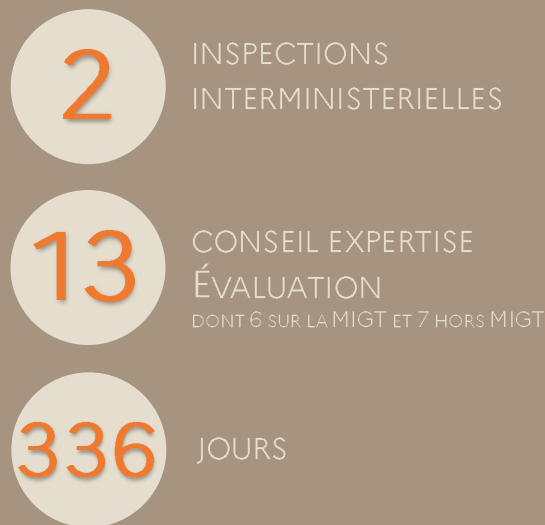 2
INSPECTIONS
INTERMINISTERIELLES
13
CONSEIL EXPERTISE
ÉVALUATION
DONT 6 SUR LA MIGT ET 7 HORS MIGT
336
JOURS